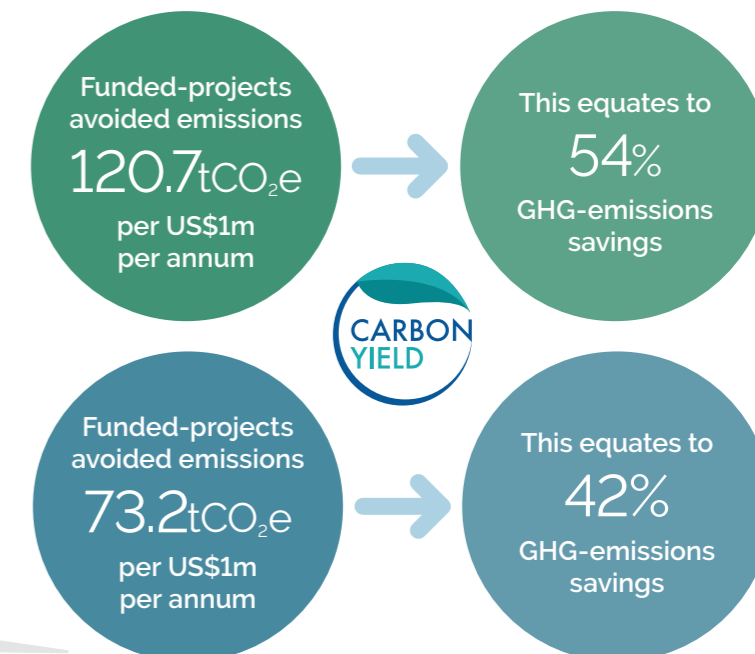 Funded-projects
avoided emissions
120.7tCO₂e
per US$1m
per annum
This equates to
54%
GHG-emissions
savings
CARBON
YIELD
Funded-projects
avoided emissions
73.2tCO₂e
per US$1m
per annum
This equates to
42%
GHG-emissions
savings